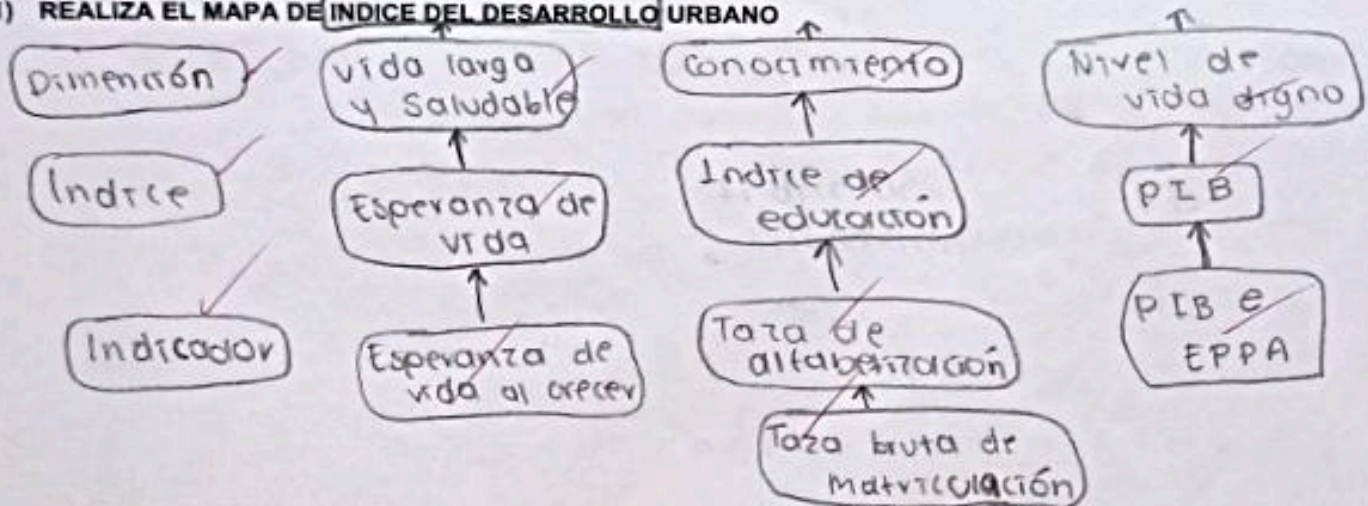 ) REALIZA EL MAPA DE INDICE DEL DESARROLLO URBANO
Dimención
Indice
Indicador
vida larga
y Saludable
Esperanza de
vida
Esperanza de
vida al crecer
Conocimiento
Indice de
educación
Taza de
alfabetización
Taza bruta de
Matriculación
Nivel de
vida digno
PIB
PIB e
EPPA